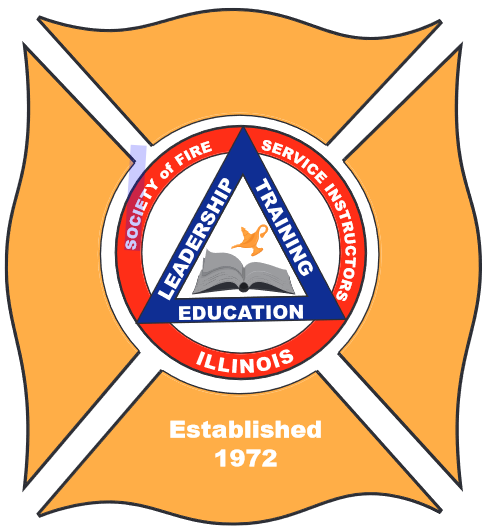 SOCIETY of FIRE
SERVICE INSTRUCTORS
LEADERSHIP
TRAINING
EDUCATION
ILLINOIS
Established
1972